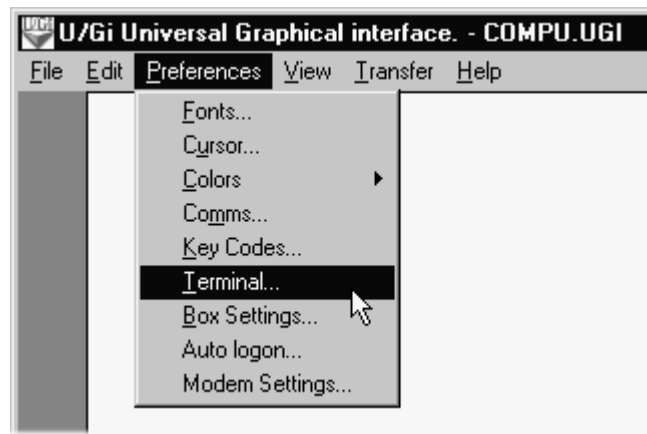 U/Gi Universal Graphical interface. - COMPU.UGI
File Edit Preferences View Transfer Help
Fonts...
Cursor...
Colors
Comms...
Key Codes...
Terminal...
Box Settings...
Auto logon...
Modem Settings...